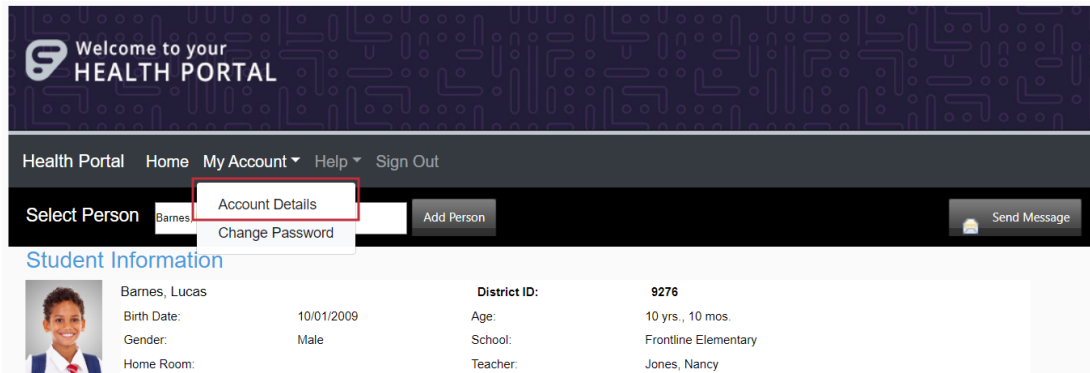 Welcome to your
HEALTH PORTAL
Health Portal Home My Account Help Sign Out
Account Details
Change Password
Select Person Barnes, Add Person Send Message
Student Information
Barnes, Lucas District ID: 9276
Birth Date: 10/01/2009 Age: 10 yrs., 10 mos.
Gender: Male School: Frontline Elementary
Home Room: Teacher: Jones, Nancy